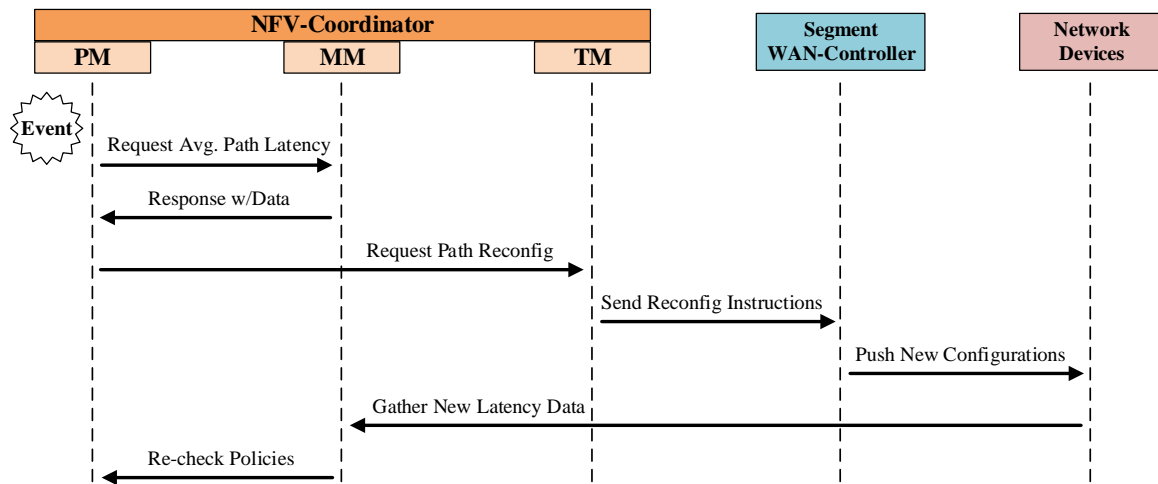 NFV-Coordinator
PM
MM
TM
Segment
WAN-Controller
Network
Devices
Event
Request Avg. Path Latency
Response w/Data
Request Path Reconfig
Send Reconfig Instructions
Push New Configurations
Gather New Latency Data
Re-check Policies